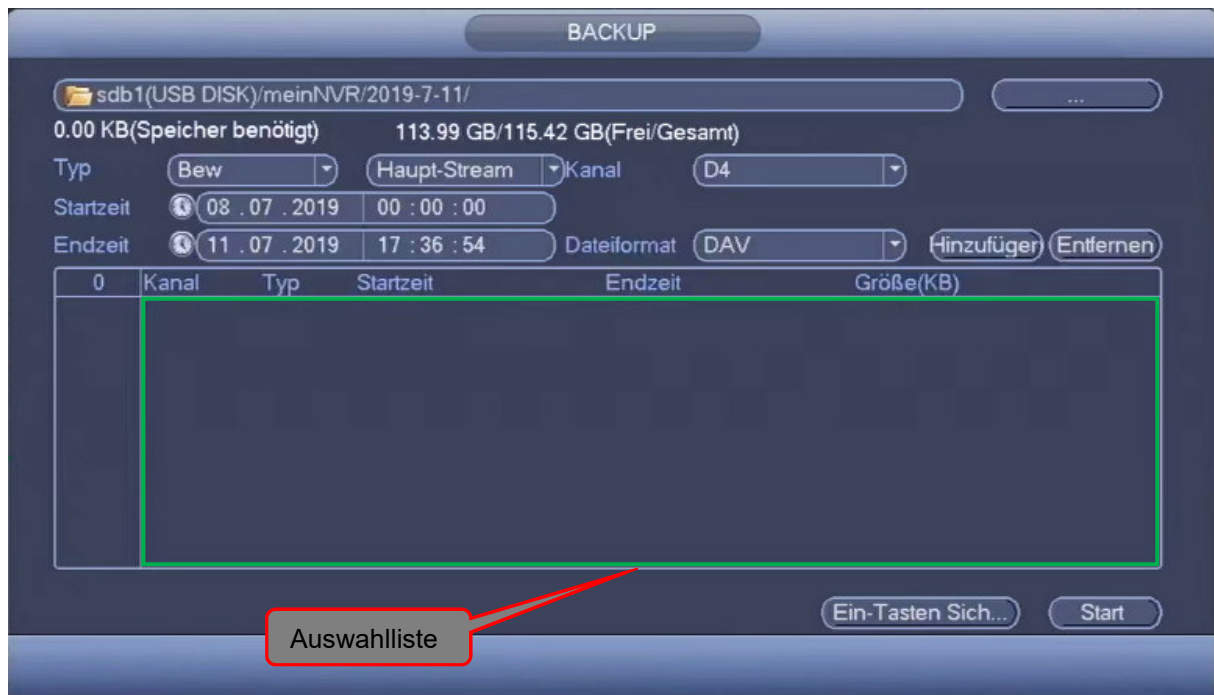 BACKUP
sdb1(USB DISK)/meinNVR/2019-7-11/ ...
0.00 KB(Speicher benötigt) 113.99 GB/115.42 GB(Frei/Gesamt)
Typ Bew Haupt-Stream Kanal D4
Startzeit 08 .07 .2019 00 :00 :00
Endzeit 11 .07 .2019 17 :36 :54 Dateiformat DAV Hinzufüger Entfernen
0 Kanal Typ Startzeit Endzeit Größe(KB)
Ein-Tasten Sich... Start
Auswahlliste